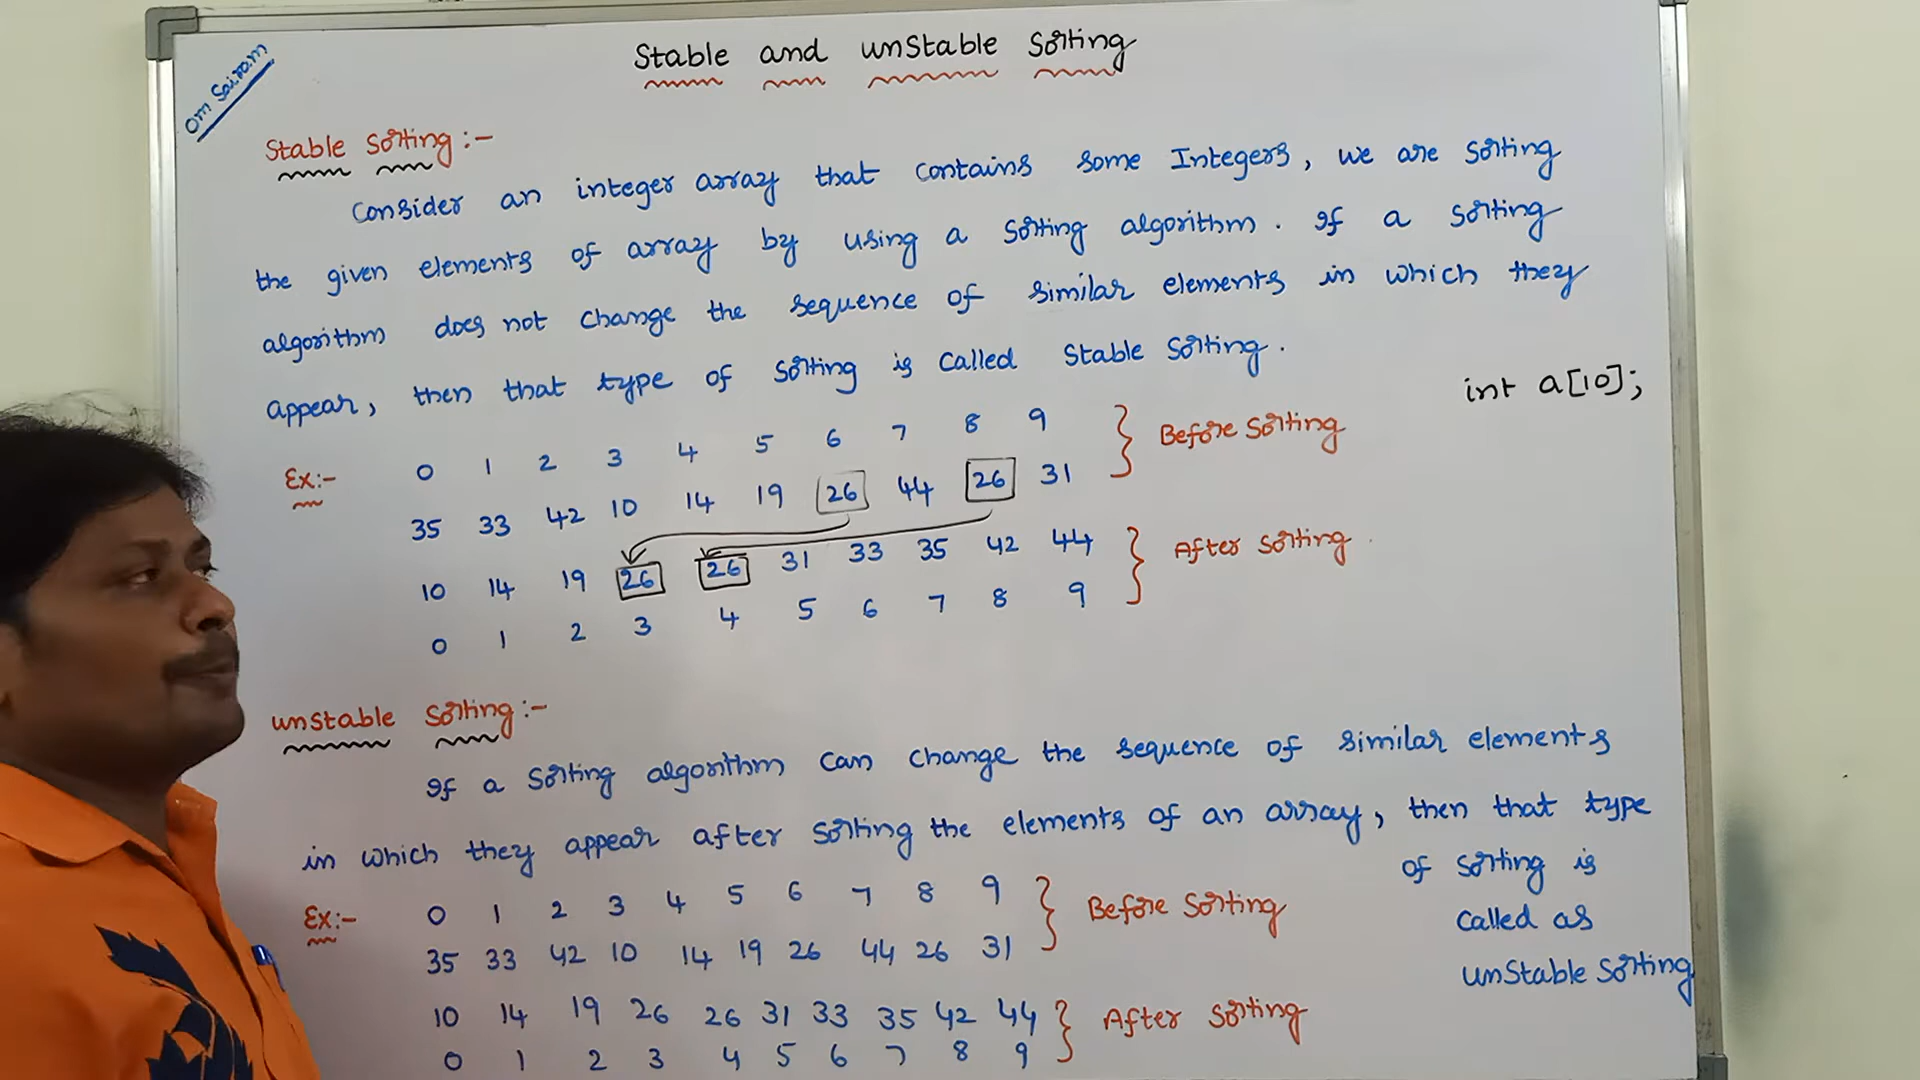 Om Sairam
Stable and unstable Sorting
Stable Sorting :-
Consider an integer array that contains some Integers, we are sorting
the given elements of array by using a sorting algorithm. If a sorting
algorithm does not change the sequence of similar elements in which they
appear, then that type of sorting is called Stable Sorting.
int a[10];
Ex:- 0 1 2 3 4 5 6 7 8 9
35 33 42 10 14 19 26 44 26 31 } Before Sorting
10 14 19 26 26 31 33 35 42 44 } After Sorting
0 1 2 3 4 5 6 7 8 9
unstable Sorting :-
If a Sorting algorithm can change the sequence of similar elements
in which they appear after sorting the elements of an array, then that type
of sorting is
called as
unstable sorting
Ex:- 0 1 2 3 4 5 6 7 8 9
35 33 42 10 14 19 26 44 26 31 } Before Sorting
10 14 19 26 26 31 33 35 42 44 } After Sorting
0 1 2 3 4 5 6 7 8 9